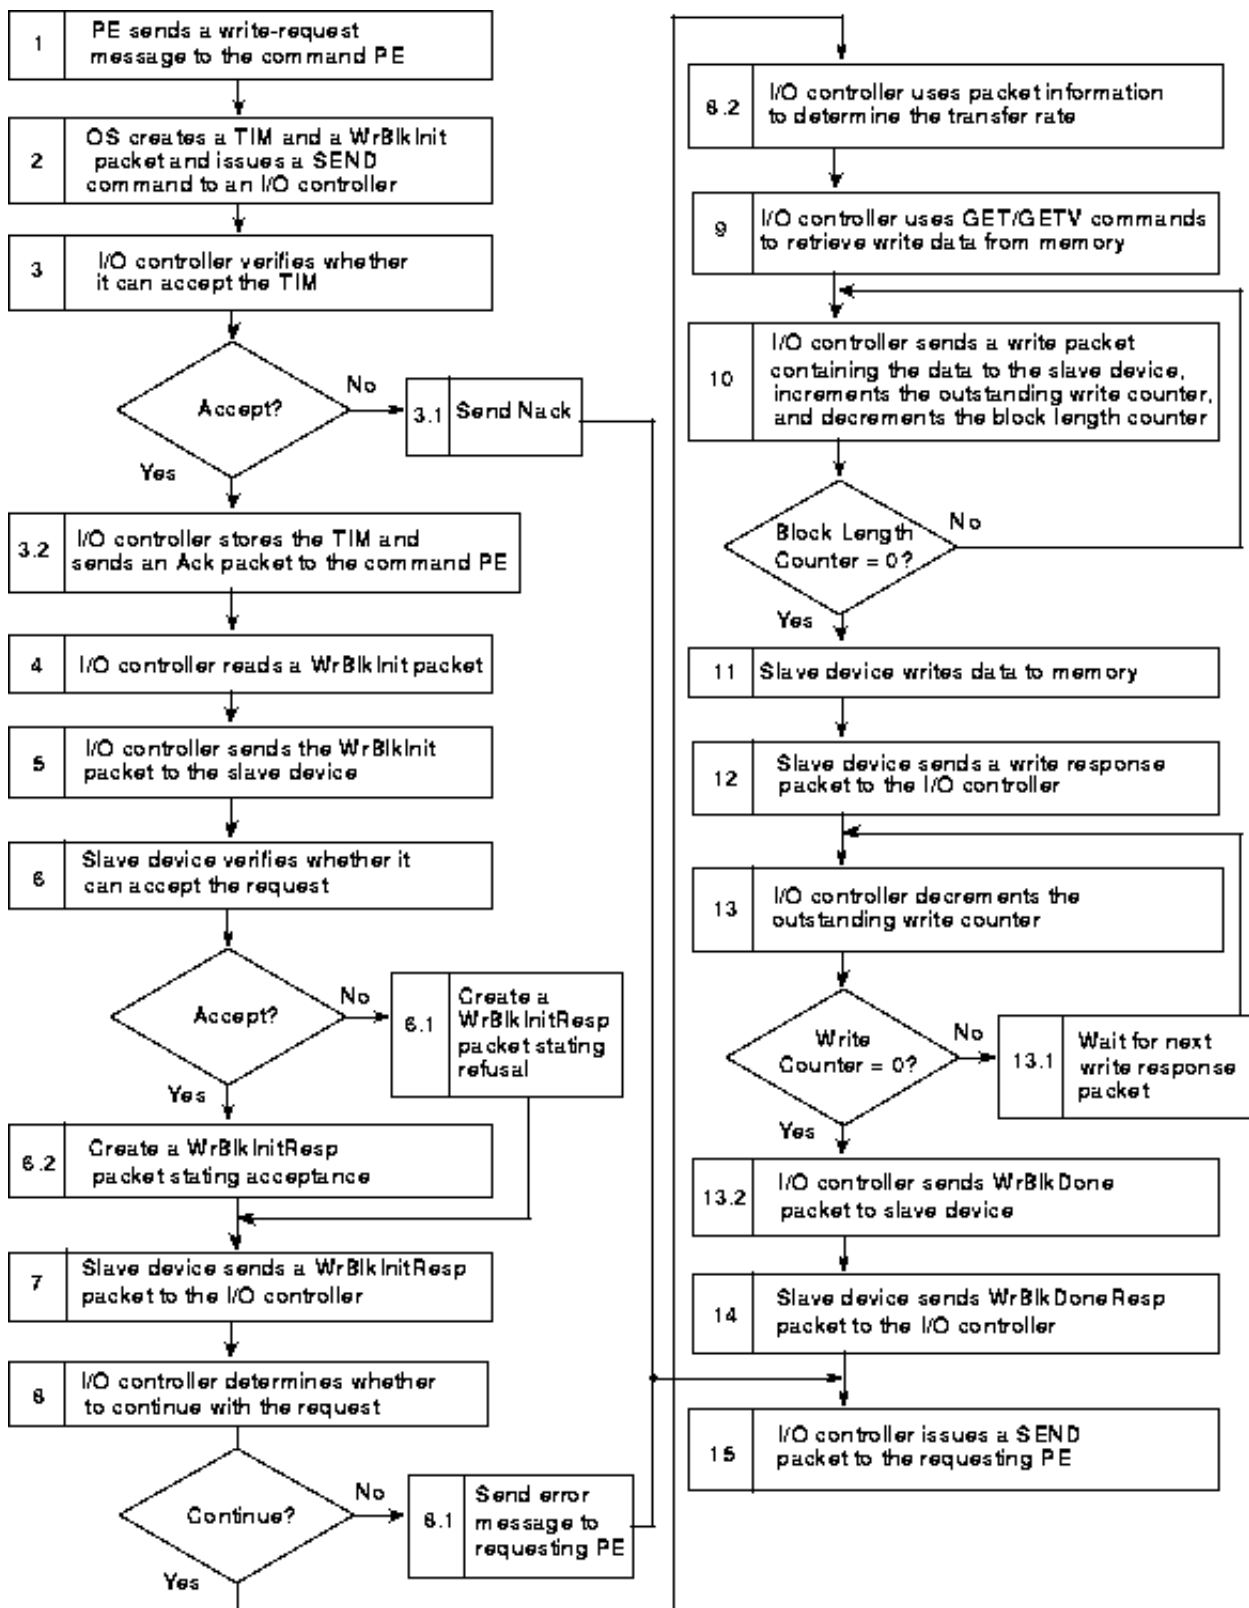 1
PE sends a write-request
message to the command PE
2
OS creates a TIM and a WrBlkInit
packet and issues a SEND
command to an I/O controller
3
I/O controller verifies whether
it can accept the TIM
Accept?
No
3.1
Send Nack
Yes
3.2
I/O controller stores the TIM and
sends an Ack packet to the command PE
4
I/O controller reads a WrBlkInit packet
5
I/O controller sends the WrBlkInit
packet to the slave device
6
Slave device verifies whether it
can accept the request
Accept?
No
6.1
Create a
WrBlkInitResp
packet stating
refusal
Yes
6.2
Create a WrBlkInitResp
packet stating acceptance
7
Slave device sends a WrBlkInitResp
packet to the I/O controller
8
I/O controller determines whether
to continue with the request
Continue?
No
8.1
Send error
message to
requesting PE
Yes
8.2
I/O controller uses packet information
to determine the transfer rate
9
I/O controller uses GET/GETV commands
to retrieve write data from memory
10
I/O controller sends a write packet
containing the data to the slave device,
increments the outstanding write counter,
and decrements the block length counter
Block Length
Counter = 0?
No
Yes
11
Slave device writes data to memory
12
Slave device sends a write response
packet to the I/O controller
13
I/O controller decrements the
outstanding write counter
Write
Counter = 0?
No
13.1
Wait for next
write response
packet
Yes
13.2
I/O controller sends WrBlkDone
packet to slave device
14
Slave device sends WrBlkDoneResp
packet to the I/O controller
15
I/O controller issues a SEND
packet to the requesting PE